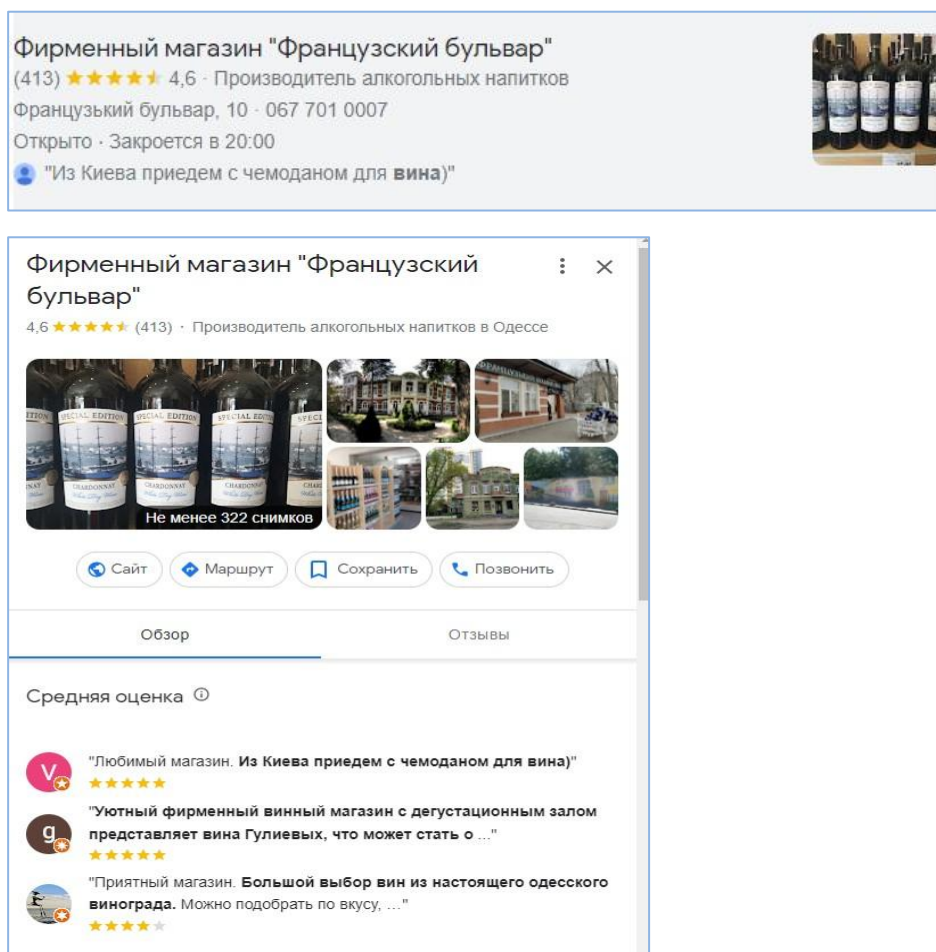 Фирменный магазин "Французский бульвар"
(413) 4,6 · Производитель алкогольных напитков
Французький бульвар, 10 · 067 701 0007
Открыто · Закроется в 20:00
"Из Киева приедем с чемоданом для вина)"
Фирменный магазин "Французский
бульвар"
4,6 (413) · Производитель алкогольных напитков в Одессе
SPECIAL EDITION
CHARDONNAY
White Dry Wine
Не менее 322 снимков
Сайт
Маршрут
Сохранить
Позвонить
Обзор
Отзывы
Средняя оценка
V
"Любимый магазин. Из Киева приедем с чемоданом для вина)"
g
"Уютный фирменный винный магазин с дегустационным залом
представляет вина Гулиевых, что может стать о ..."
"Приятный магазин. Большой выбор вин из настоящего одесского
винограда. Можно подобрать по вкусу, ..."